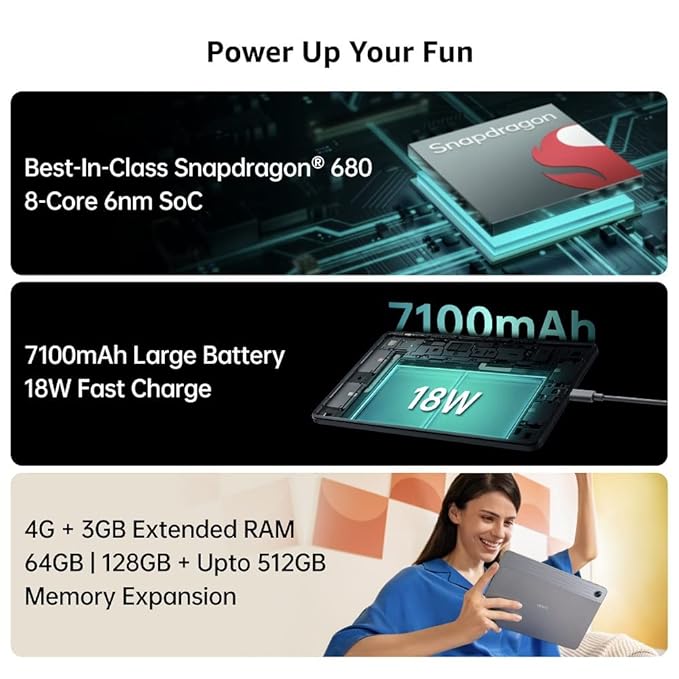 Power Up Your Fun
Best-In-Class Snapdragon® 680
8-Core 6nm SoC
Snapdragon
7100mAh
7100mAh Large Battery
18W Fast Charge
18W
4G + 3GB Extended RAM
64GB | 128GB + Upto 512GB
Memory Expansion